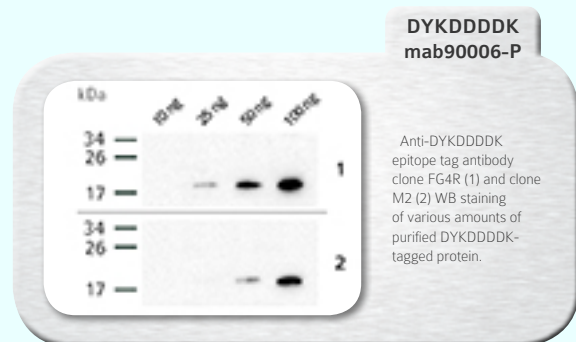 DYKDDDDK
mab90006-P
kDa
10 ng 25 ng 50 ng 100 ng
34
26
1
17
34
26
2
17
Anti-DYKDDDDK
epitope tag antibody
clone FG4R (1) and clone
M2 (2) WB staining
of various amounts of
purified DYKDDDDK-
tagged protein.